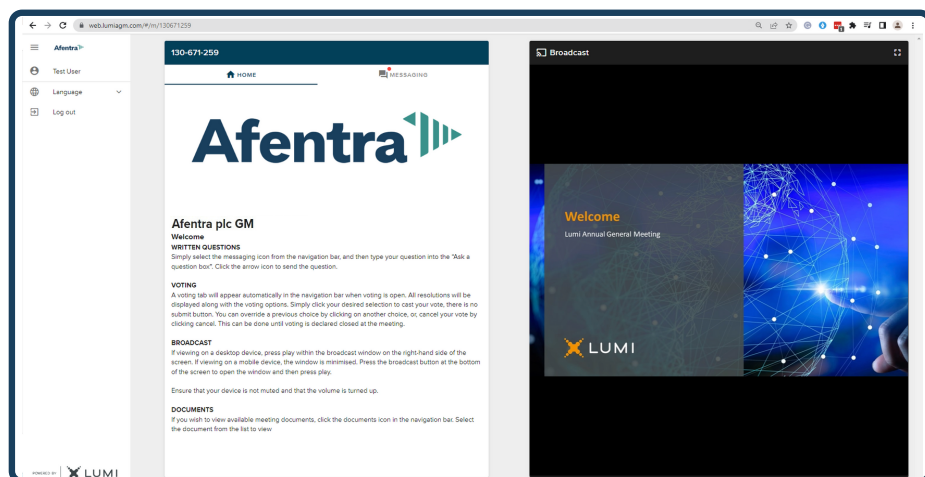 web.lumiagm.com/#/m/130671259
Afentra
Test User
Language
Log out
POWERED BY LUMI
130-671-259
HOME
MESSAGING
Afentra
Afentra plc GM
Welcome
WRITTEN QUESTIONS
Simply select the messaging icon from the navigation bar, and then type your question into the "Ask a
question box". Click the arrow icon to send the question.
VOTING
A voting tab will appear automatically in the navigation bar when voting is open. All resolutions will be
displayed along with the voting options. Simply click your desired selection to cast your vote, there is no
submit button. You can override a previous choice by clicking on another choice, or, cancel your vote by
clicking cancel. This can be done until voting is declared closed at the meeting.
BROADCAST
If viewing on a desktop device, press play within the broadcast window on the right-hand side of the
screen. If viewing on a mobile device, the window is minimised. Press the broadcast button at the bottom
of the screen to open the window and then press play.
Ensure that your device is not muted and that the volume is turned up.
DOCUMENTS
If you wish to view available meeting documents, click the documents icon in the navigation bar. Select
the document from the list to view
Broadcast
Welcome
Lumi Annual General Meeting
LUMI